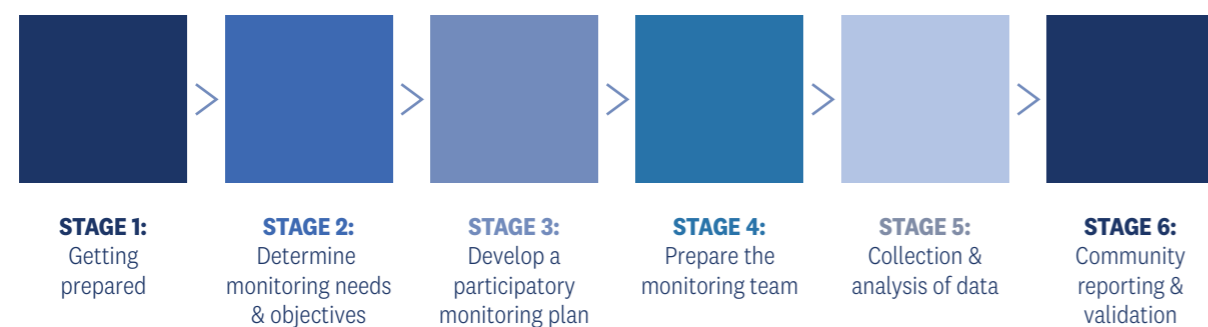 STAGE 1:
Getting
prepared
STAGE 2:
Determine
monitoring needs
& objectives
STAGE 3:
Develop a
participatory
monitoring plan
STAGE 4:
Prepare the
monitoring team
STAGE 5:
Collection &
analysis of data
STAGE 6:
Community
reporting &
validation